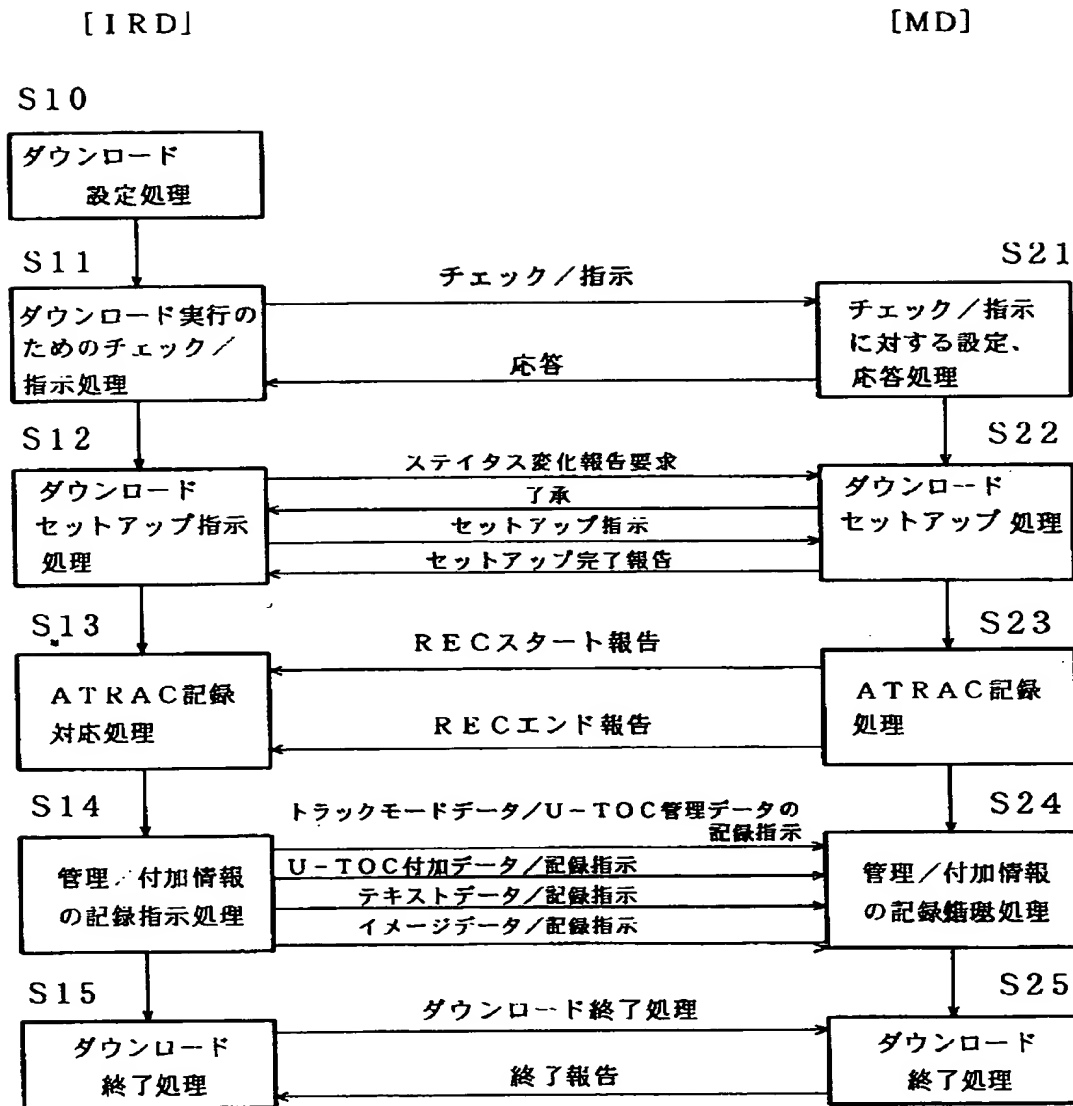 [IRD]
[MD]
S10
ダウンロード
設定処理
S11
S21
チェック／指示
ダウンロード実行の
ためのチェック／
指示処理
チェック／指示
に対する設定、
応答処理
応答
S12
S22
ステイタス変化報告要求
了承
セットアップ指示
セットアップ完了報告
ダウンロード
セットアップ指示
処理
ダウンロード
セットアップ処理
S13
S23
RECスタート報告
RECエンド報告
ATRAC記録
対応処理
ATRAC記録
処理
S14
S24
トラックモードデータ／U－TOC管理データの
記録指示
U－TOC付加データ／記録指示
テキストデータ／記録指示
イメージデータ／記録指示
管理／付加情報
の記録指示処理
管理／付加情報
の記録処理
S15
S25
ダウンロード終了処理
終了報告
ダウンロード
終了処理
ダウンロード
終了処理